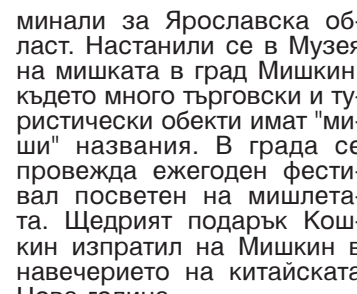 минали за Ярославска об-
ласт. Настанили се в Музея
на мишката в град Мишкин,
където много търговски и ту-
ристически обекти имат "ми-
ши" названия. В града се
провежда ежегоден фести-
вал посветен на мишлета-
та. Щедрият подарък Кош-
кин изпратил на Мишкин в
навечерието на китайската
Нова година